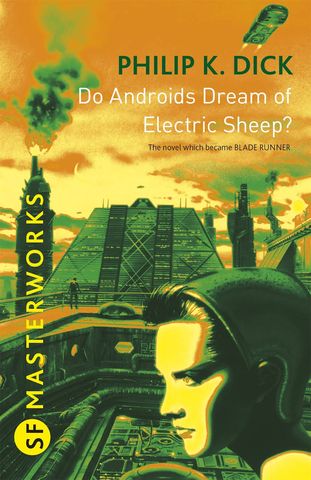 PHILIP K. DICK
Do Androids Dream of
Electric Sheep?
The novel which became BLADE RUNNER
SF MASTERWORKS